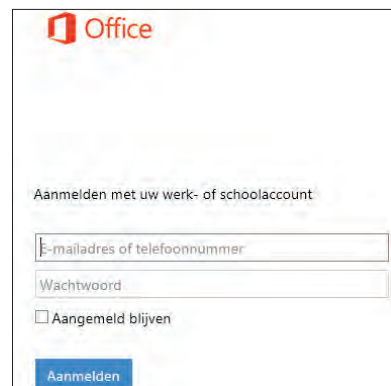 Office
Aanmelden met uw werk- of schoolaccount
E-mailadres of telefoonnummer
Wachtwoord
Aangemeld blijven
Aanmelden